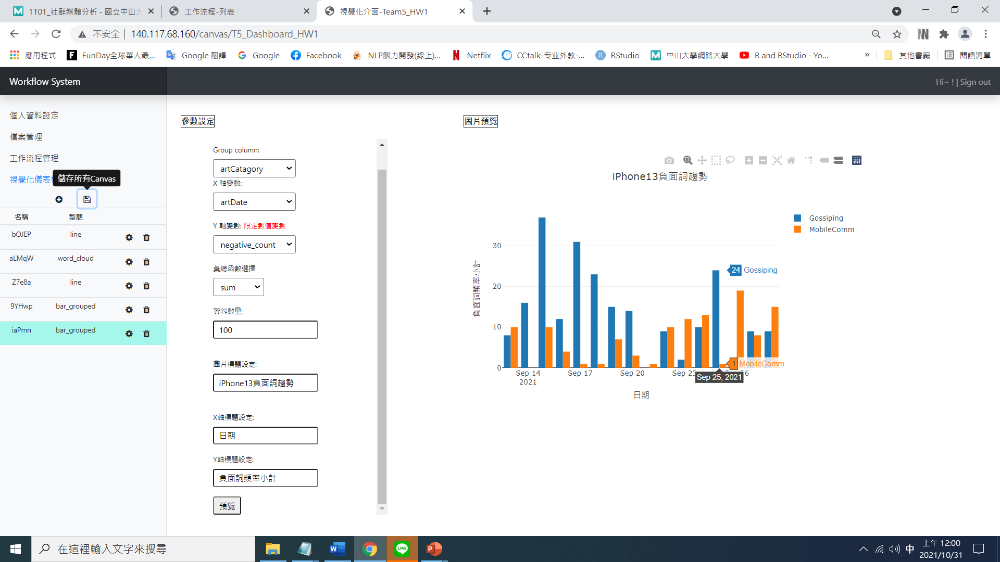 1101_社群媒體分析 - 國立中山大
工作流程-列表
視覺化介面-Team5_HW1
不安全 | 140.117.68.160/canvas/T5_Dashboard_HW1
應用程式
FunDay全球華人最...
Google 翻譯
Google
Facebook
NLP腦力開發(線上)...
Netflix
CCtalk-专业外教-...
RStudio
中山大學網路大學
R and RStudio - Yo...
»
其他書籤
閱讀清單
Workflow System
Hi~ ! | Sign out
個人資料設定
檔案管理
工作流程管理
視覺化儀表
儲存所有Canvas
名稱 型態
bOJEP line
aLMqW word_cloud
Z7e8a line
9YHwp bar_grouped
iaPmn bar_grouped
參數設定
Group column:
artCatagory
X 軸變數:
artDate
Y 軸變數: 限定數值變數
negative_count
彙總函數選擇
sum
資料數量:
100
圖片標題設定:
iPhone13負面詞趨勢
X軸標題設定:
日期
Y軸標題設定:
負面詞頻率小計
預覽
圖片預覽
iPhone13負面詞趨勢
Gossiping
MobileComm
負面詞頻率小計
30
20
10
0
24 Gossiping
1 MobileComm
Sep 14
2021
Sep 17
Sep 20
Sep 2
6
Sep 25, 2021
日期
在這裡輸入文字來搜尋
中
上午 12:00
2021/10/31